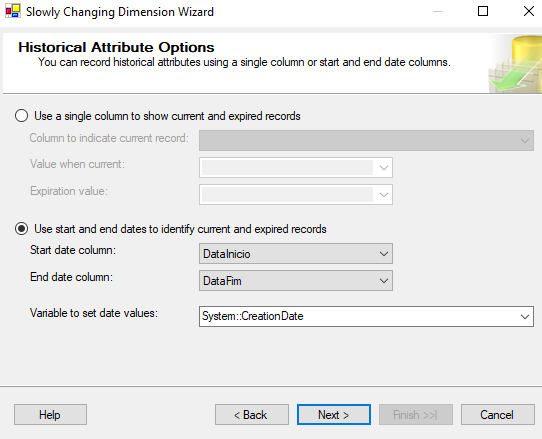 Slowly Changing Dimension Wizard
Historical Attribute Options
You can record historical attributes using a single column or start and end date columns.
Use a single column to show current and expired records
Column to indicate current record:
Value when current:
Expiration value:
Use start and end dates to identify current and expired records
Start date column: DataInicio
End date column: DataFim
Variable to set date values: System::CreationDate
Help < Back Next > Finish >>| Cancel